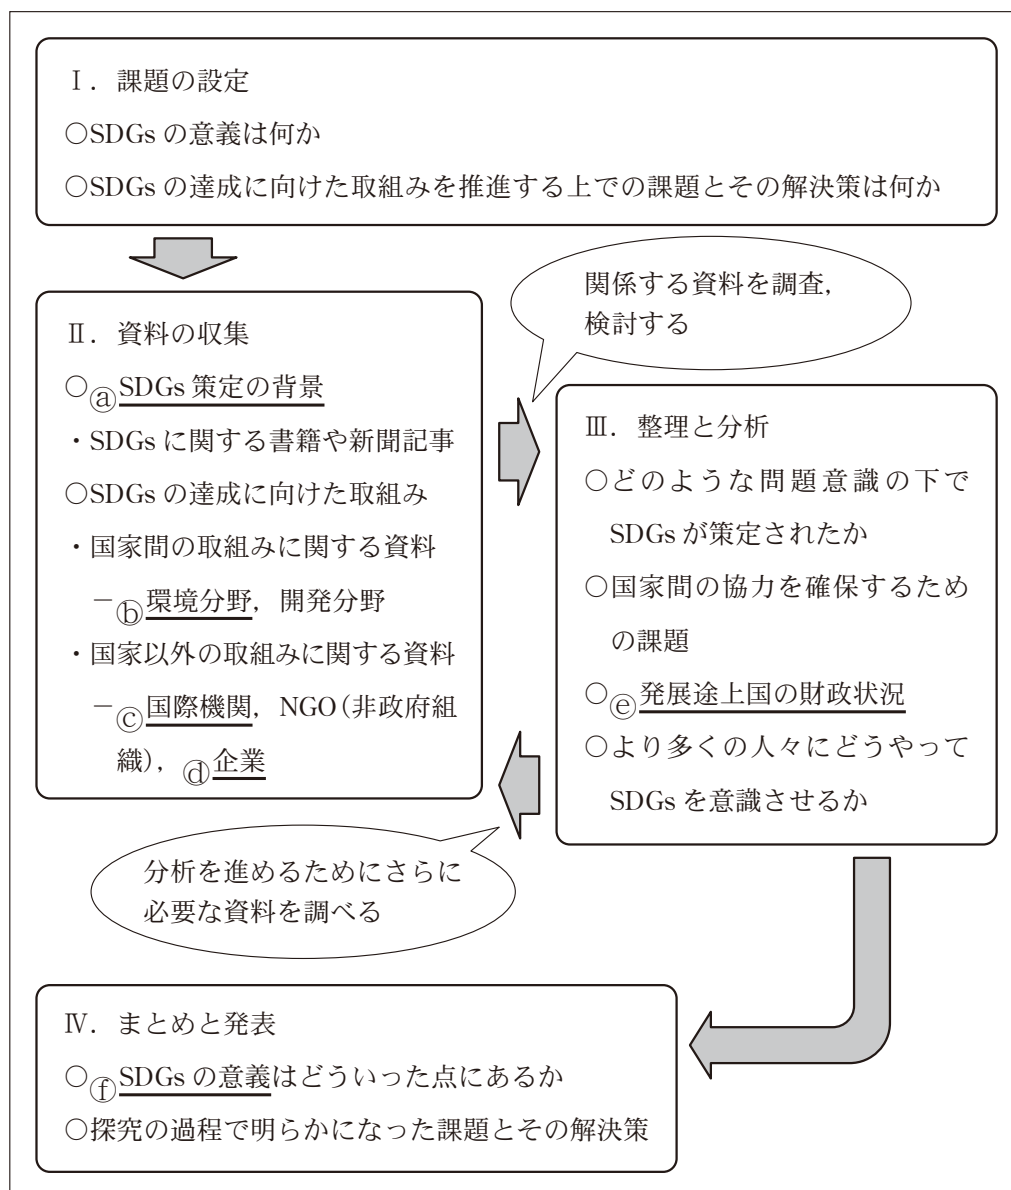 Ⅰ．課題の設定
○SDGs の意義は何か
○SDGs の達成に向けた取組みを推進する上での課題とその解決策は何か
関係する資料を調査，
検討する
Ⅱ．資料の収集
○ⓐSDGs 策定の背景
・SDGs に関する書籍や新聞記事
○SDGs の達成に向けた取組み
・国家間の取組みに関する資料
－ⓑ環境分野，開発分野
・国家以外の取組みに関する資料
－ⓒ国際機関，NGO（非政府組
織），ⓓ企業
Ⅲ．整理と分析
○どのような問題意識の下で
SDGs が策定されたか
○国家間の協力を確保するため
の課題
○ⓔ発展途上国の財政状況
○より多くの人々にどうやって
SDGs を意識させるか
分析を進めるためにさらに
必要な資料を調べる
Ⅳ．まとめと発表
○ⓕSDGs の意義はどういった点にあるか
○探究の過程で明らかになった課題とその解決策